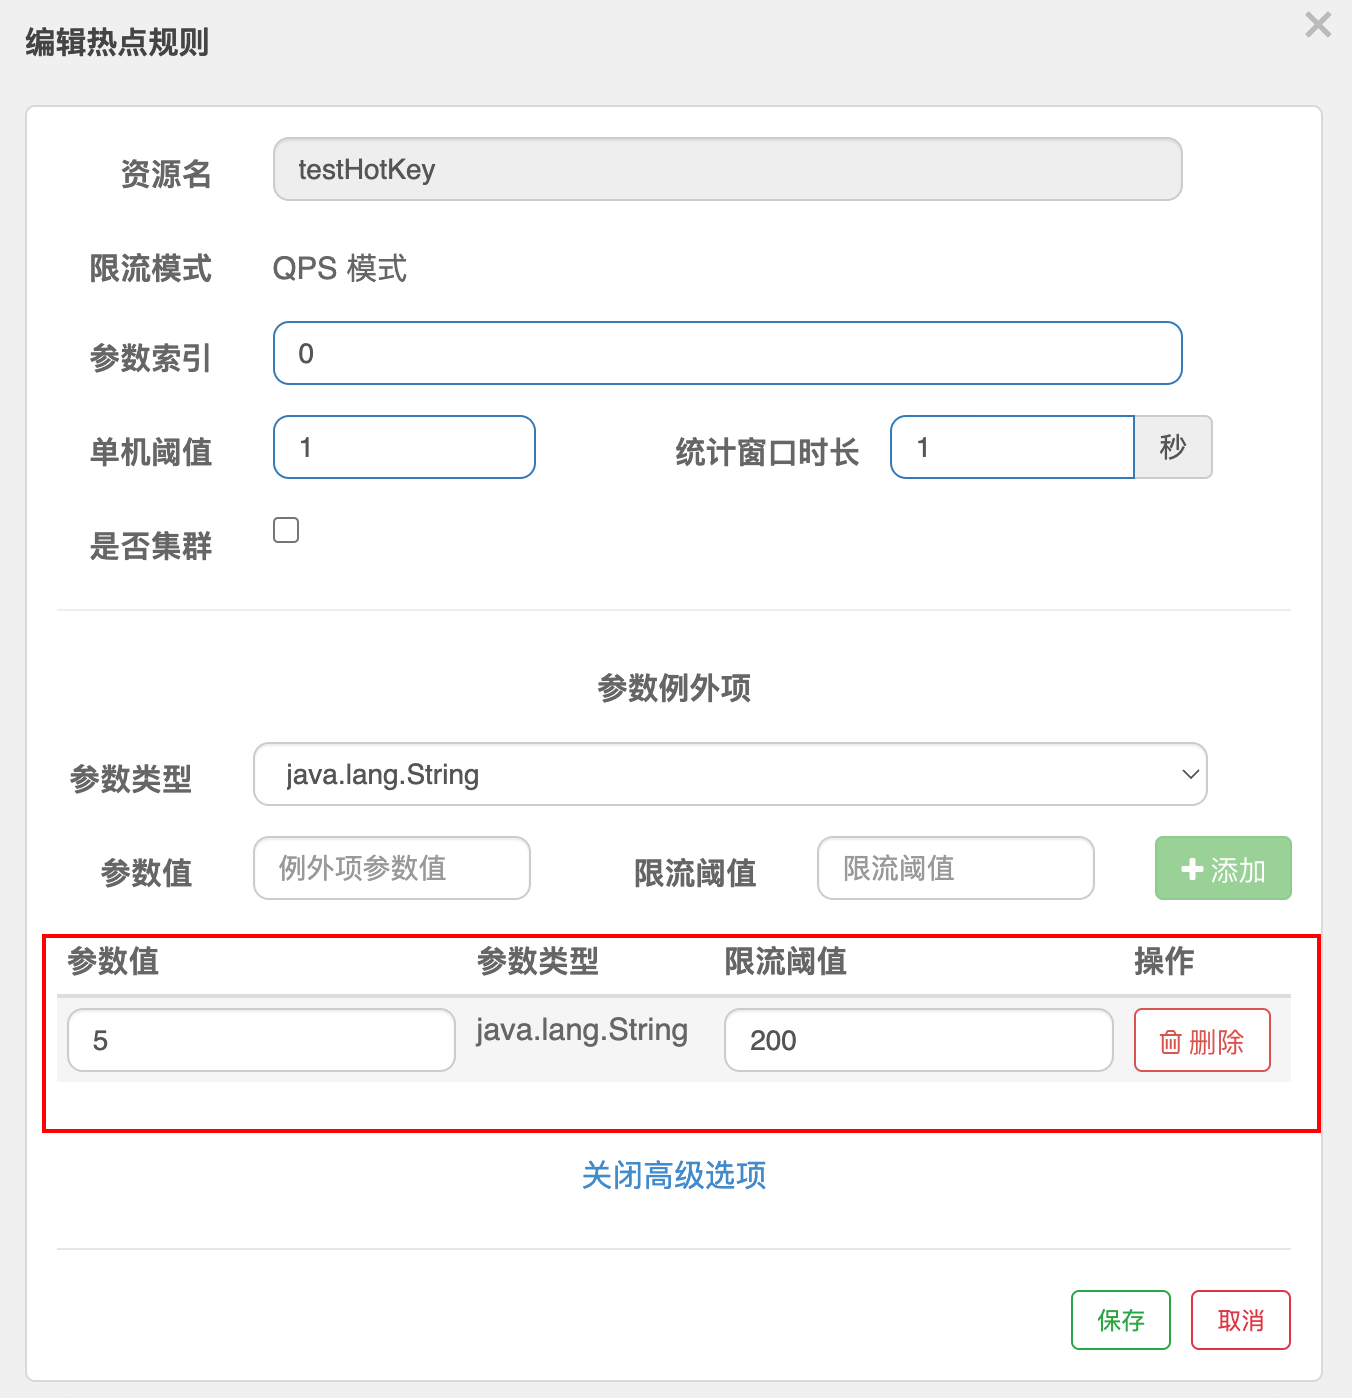 编辑热点规则
资源名 testHotKey
限流模式 QPS 模式
参数索引 0
单机阈值 1 统计窗口时长 1 秒
是否集群
参数例外项
参数类型 java.lang.String
参数值 例外项参数值 限流阈值 限流阈值 添加
参数值 参数类型 限流阈值 操作
5 java.lang.String 200 删除
关闭高级选项
保存 取消